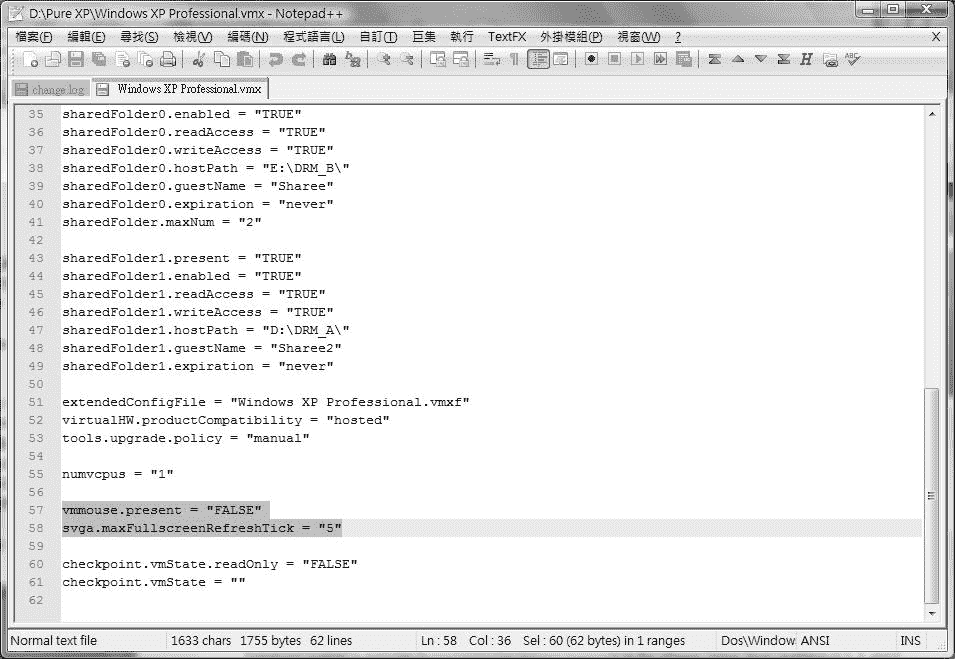 D:\Pure XP\Windows XP Professional.vmx - Notepad++
檔案(F) 編輯(E) 尋找(S) 檢視(V) 編碼(N) 程式語言(L) 自訂(T) 巨集 執行 TextFX 外掛模組(P) 視窗(W) ? X
change.log Windows XP Professional.vmx
35 sharedFolder0.enabled = "TRUE"
36 sharedFolder0.readAccess = "TRUE"
37 sharedFolder0.writeAccess = "TRUE"
38 sharedFolder0.hostPath = "E:\DRM_B\"
39 sharedFolder0.guestName = "Sharee"
40 sharedFolder0.expiration = "never"
41 sharedFolder.maxNum = "2"
42
43 sharedFolder1.present = "TRUE"
44 sharedFolder1.enabled = "TRUE"
45 sharedFolder1.readAccess = "TRUE"
46 sharedFolder1.writeAccess = "TRUE"
47 sharedFolder1.hostPath = "D:\DRM_A\"
48 sharedFolder1.guestName = "Sharee2"
49 sharedFolder1.expiration = "never"
50
51 extendedConfigFile = "Windows XP Professional.vmxf"
52 virtualHW.productCompatibility = "hosted"
53 tools.upgrade.policy = "manual"
54
55 numvcpus = "1"
56
57 vmmouse.present = "FALSE"
58 svga.maxFullscreenRefreshTick = "5"
59
60 checkpoint.vmState.readOnly = "FALSE"
61 checkpoint.vmState = ""
62
Normal text file 1633 chars 1755 bytes 62 lines Ln : 58 Col : 36 Sel : 60 (62 bytes) in 1 ranges Dos\Window ANSI INS